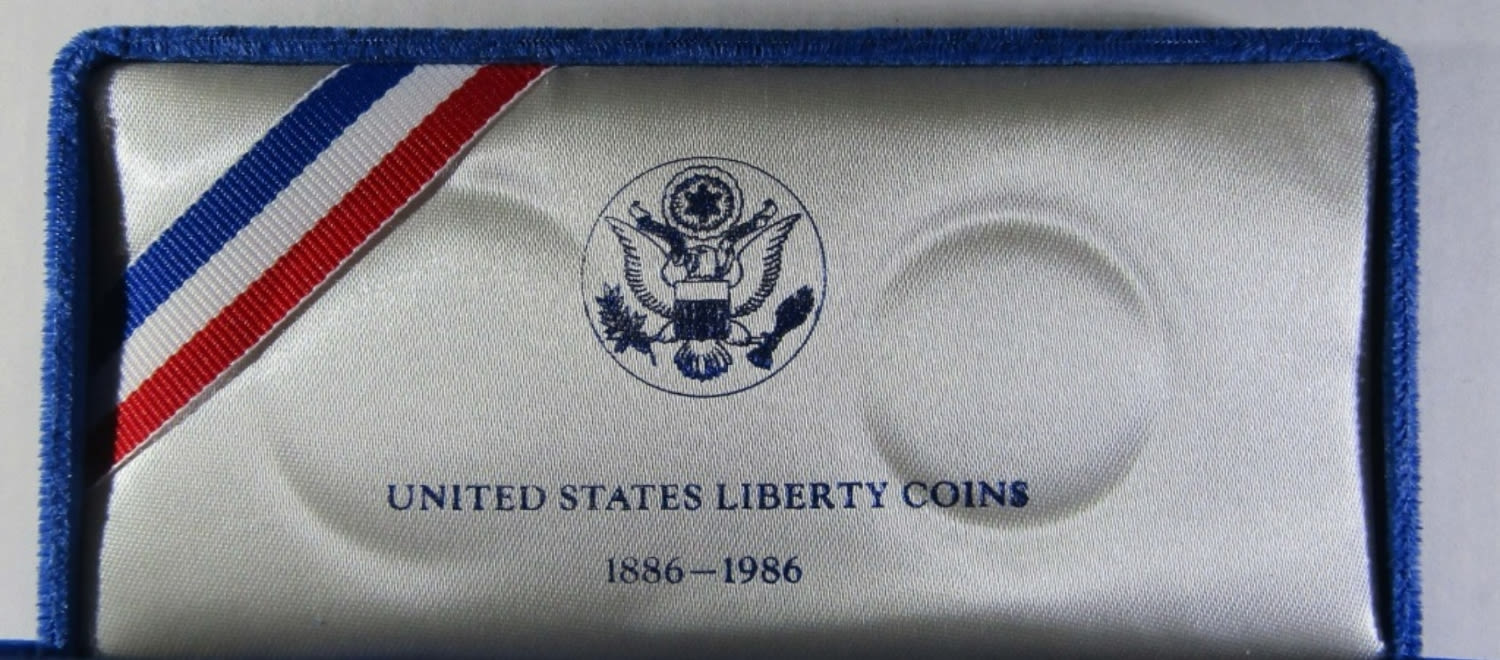 UNITED STATES LIBERTY COINS
1886–1986